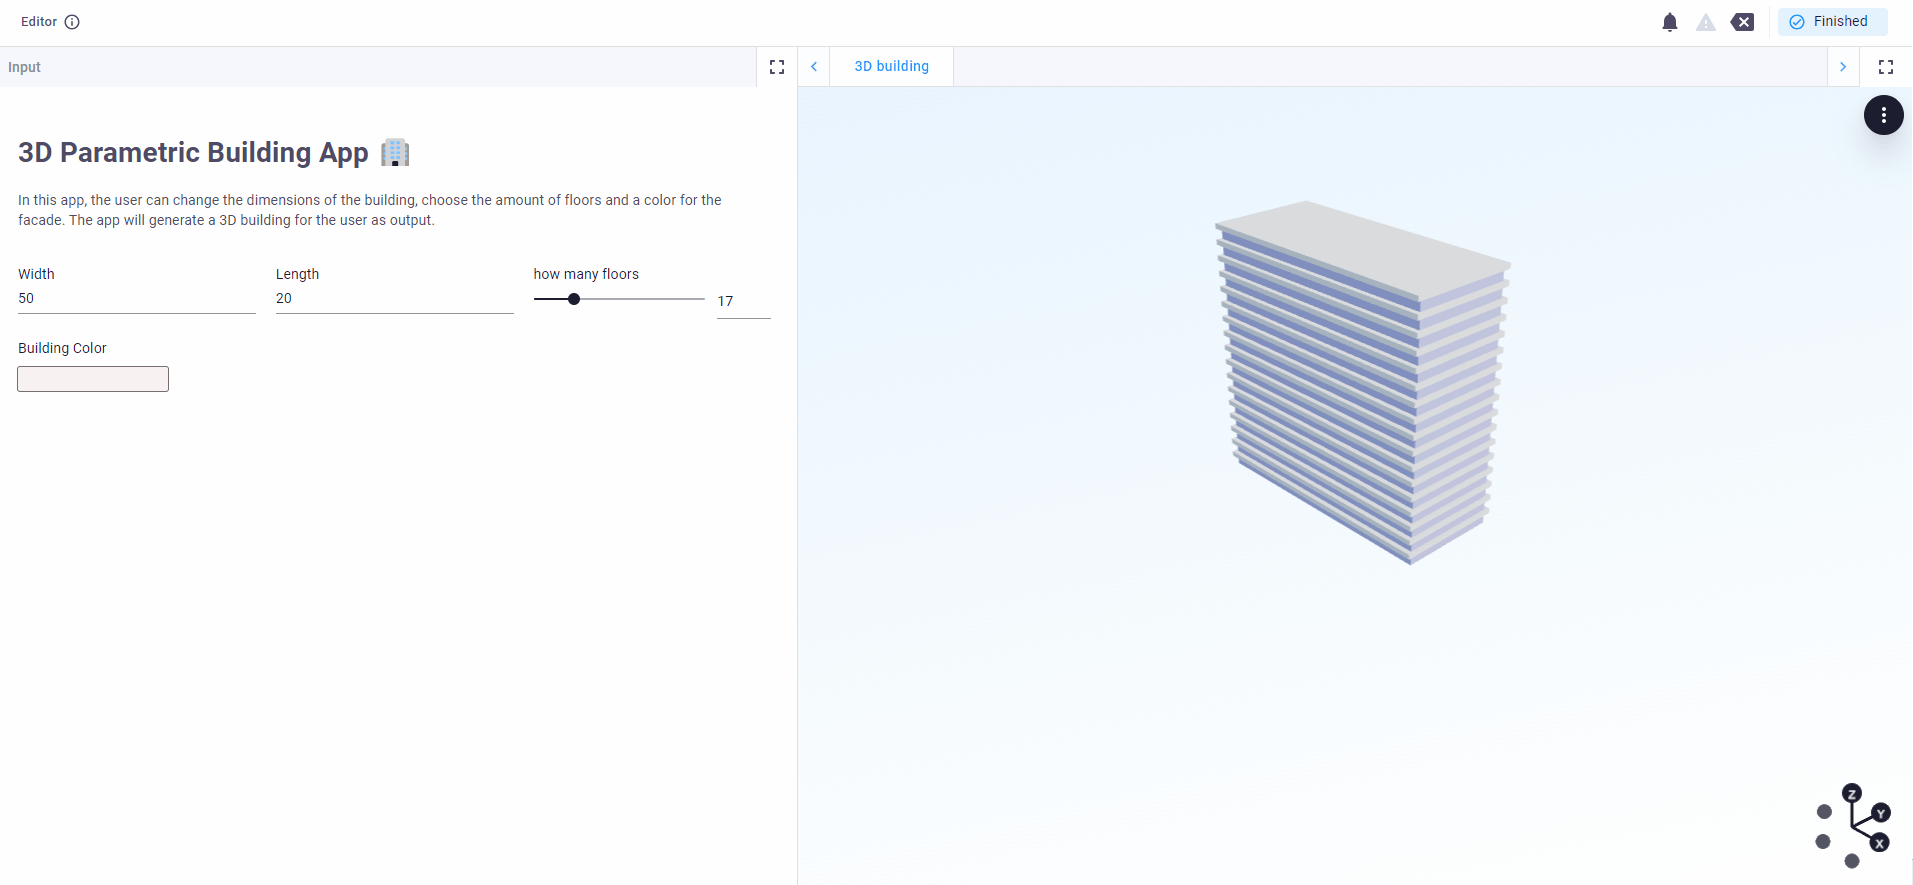 Editor
Finished
Input
3D building
3D Parametric Building App
In this app, the user can change the dimensions of the building, choose the amount of floors and a color for the
facade. The app will generate a 3D building for the user as output.
Width
Length
how many floors
50
20
17
Building Color
Z
Y
X